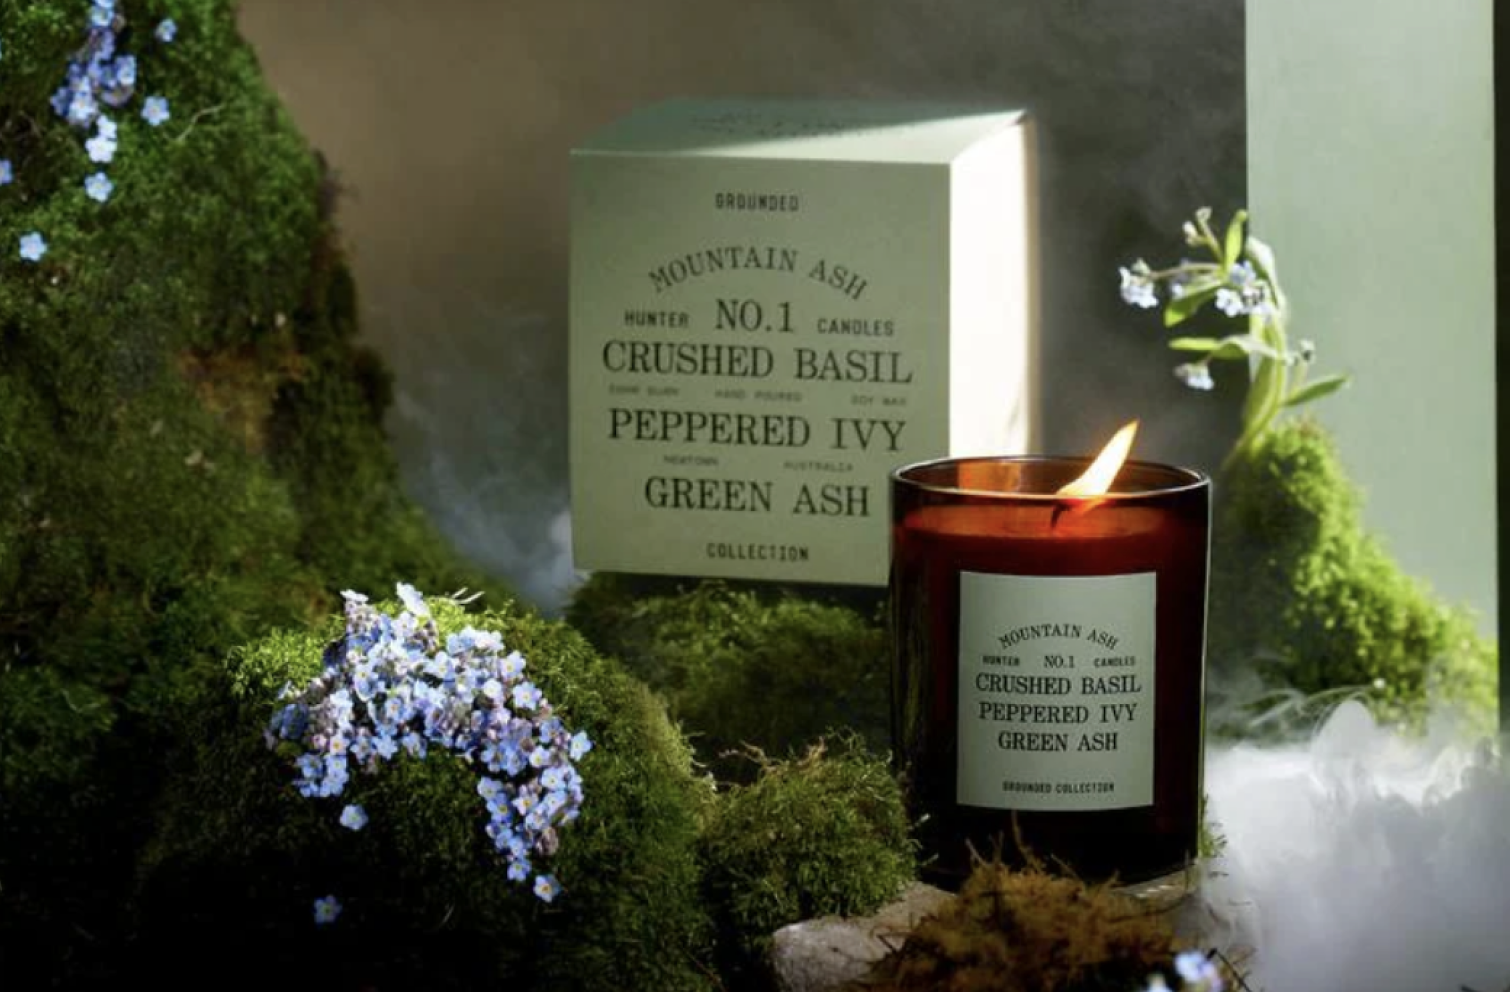 GROUNDED
MOUNTAIN ASH
HUNTER NO.1 CANDLES
CRUSHED BASIL
HAND POURED SOY WAX
PEPPERED IVY
NEWTOWN AUSTRALIA
GREEN ASH
COLLECTION
MOUNTAIN ASH
HUNTER NO.1 CANDLES
CRUSHED BASIL
PEPPERED IVY
GREEN ASH
GROUNDED COLLECTION